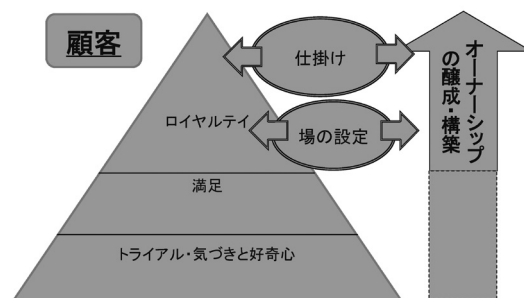 顧客
仕掛け
ロイヤルテイ
場の設定
満足
トライアル・気づきと好奇心
オーナーシップ
の醸成・構築